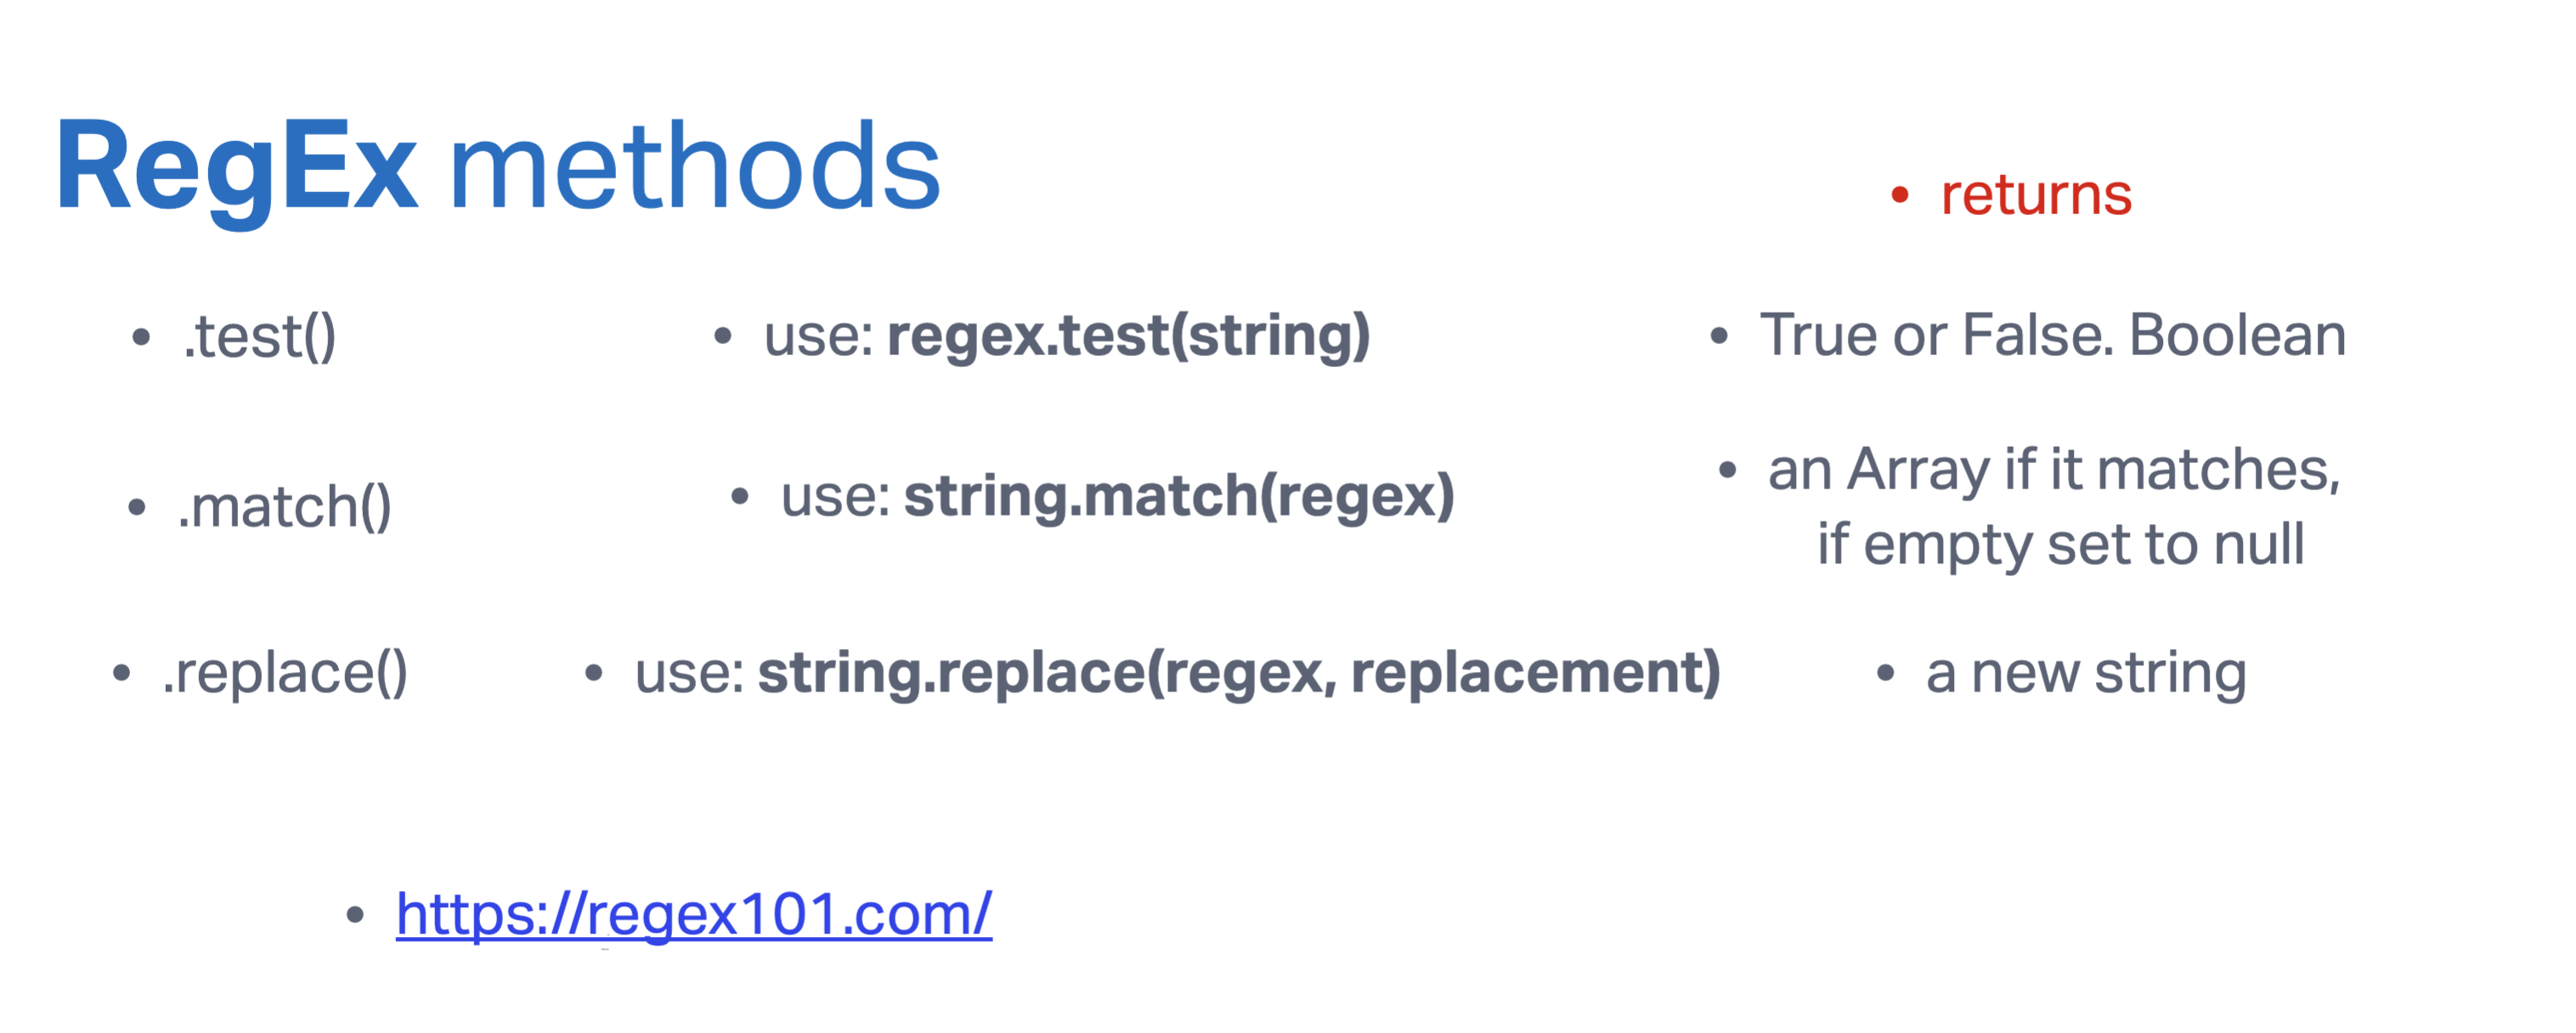 RegEx methods
• returns
• .test()
• use: regex.test(string)
• True or False. Boolean
• .match()
• use: string.match(regex)
• an Array if it matches,
if empty set to null
• .replace()
• use: string.replace(regex, replacement)
• a new string
• https://regex101.com/